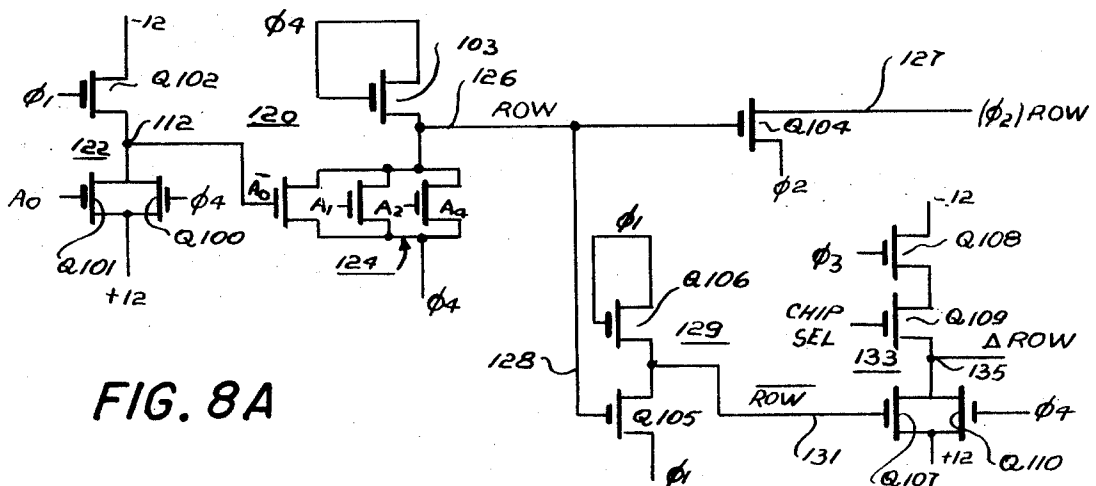 -12
Q102
φ1
112
122
A0
φ4
Q101
Q100
+12
φ4
103
120
126
ROW
A̅0
A1
A2
A4
124
φ4
127
(φ2) ROW
Q104
φ2
φ1
Q106
129
128
Q105
φ1
R̅O̅W̅
131
-12
Q108
φ3
CHIP
SEL
Q109
Δ ROW
133
135
φ4
+12
Q107
Q110
FIG. 8A